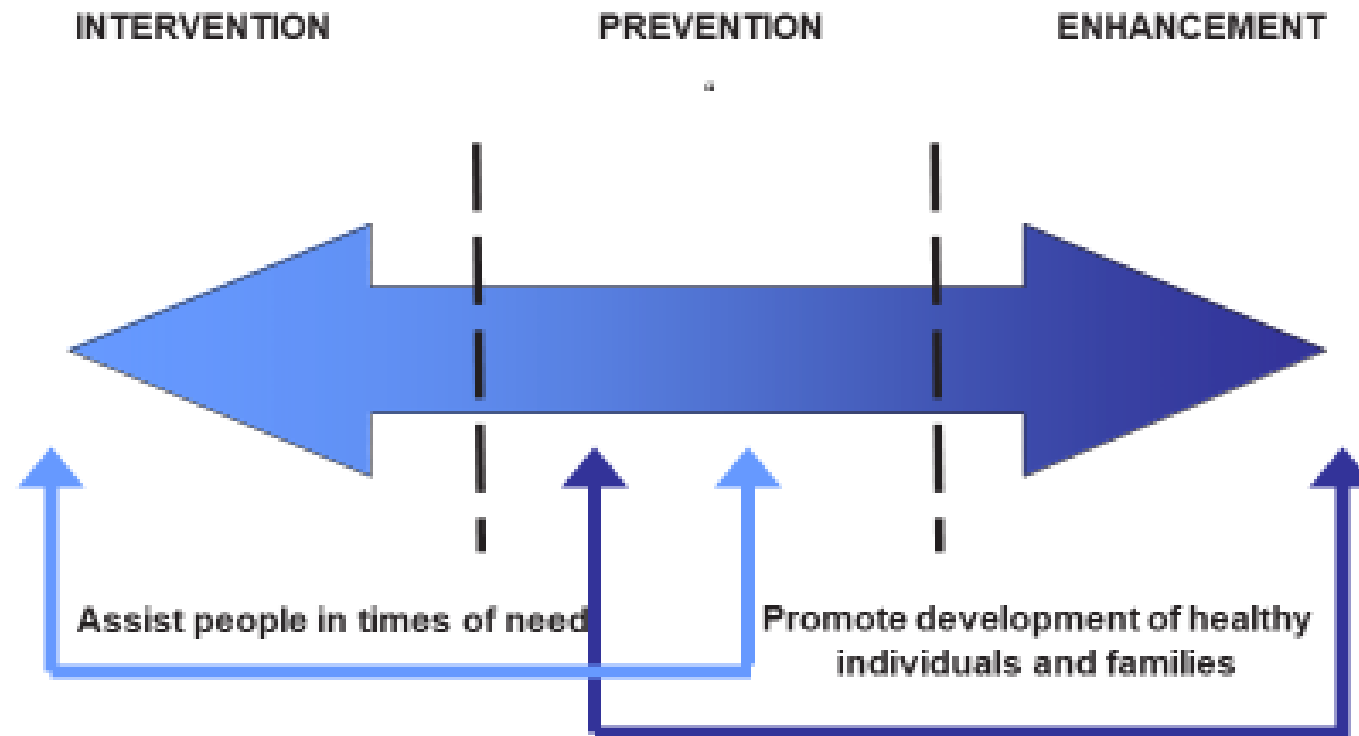 INTERVENTION
PREVENTION
ENHANCEMENT
Assist people in times of need
Promote development of healthy
individuals and families